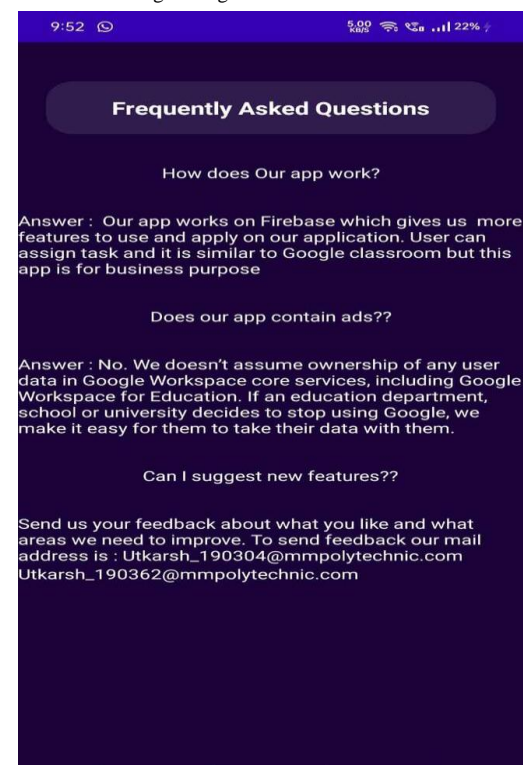 9:52
5.00 KB/S 22%
Frequently Asked Questions
How does Our app work?
Answer : Our app works on Firebase which gives us more
features to use and apply on our application. User can
assign task and it is similar to Google classroom but this
app is for business purpose
Does our app contain ads??
Answer : No. We doesn't assume ownership of any user
data in Google Workspace core services, including Google
Workspace for Education. If an education department,
school or university decides to stop using Google, we
make it easy for them to take their data with them.
Can I suggest new features??
Send us your feedback about what you like and what
areas we need to improve. To send feedback our mail
address is : Utkarsh_190304@mmpolytechnic.com
Utkarsh_190362@mmpolytechnic.com